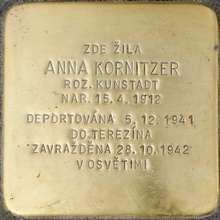 ZDE ŽILA
ANNA KORNITZER
ROZ. KUNSTADT
NAR. 15. 4. 1912
DEPORTOVÁNA 5. 12. 1941
DO TEREZÍNA
ZAVRAŽDĚNA 28. 10. 1942
V OSVĚTIMI